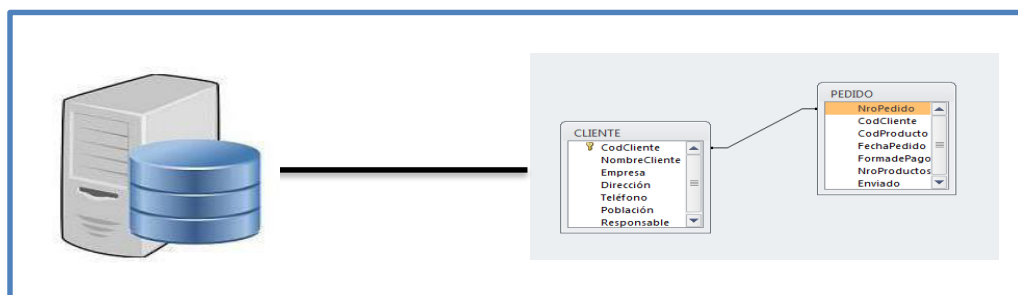 CLIENTE
CodCliente
NombreCliente
Empresa
Dirección
Teléfono
Población
Responsable
PEDIDO
NroPedido
CodCliente
CodProducto
FechaPedido
FormadePago
NroProductos
Enviado